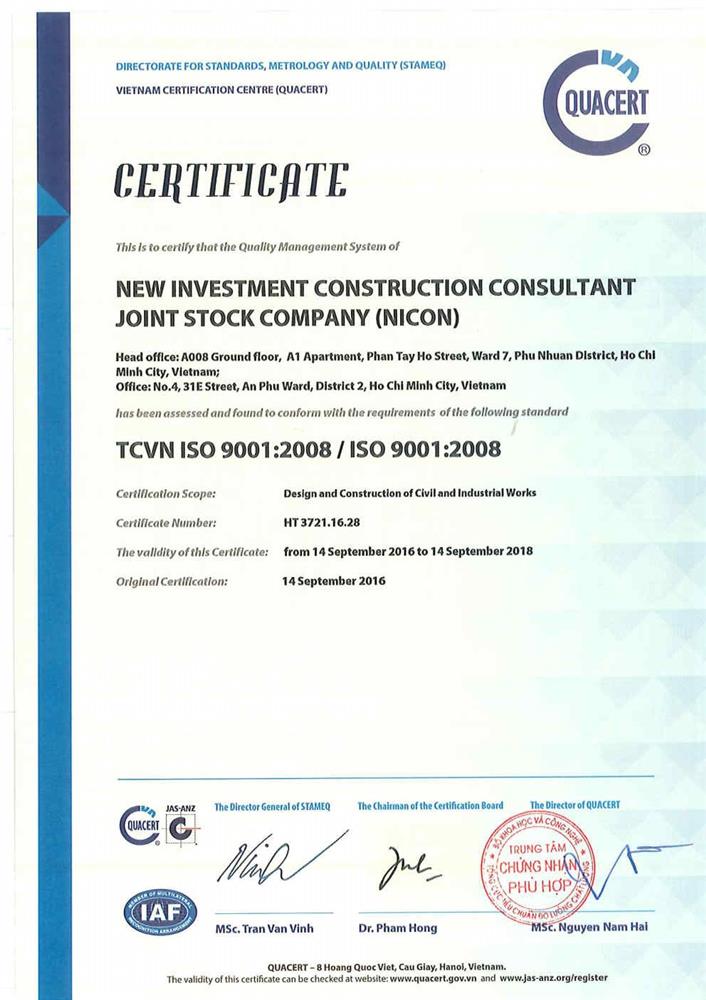 DIRECTORATE FOR STANDARDS, METROLOGY AND QUALITY (STAMEQ)
VIETNAM CERTIFICATION CENTRE (QUACERT)
QUACERT
®
CERTIFICATE
This is to certify that the Quality Management System of
NEW INVESTMENT CONSTRUCTION CONSULTANT
JOINT STOCK COMPANY (NICON)
Head office: A008 Ground floor, A1 Apartment, Phan Tay Ho Street, Ward 7, Phu Nhuan District, Ho Chi
Minh City, Vietnam;
Office: No.4, 31E Street, An Phu Ward, District 2, Ho Chi Minh City, Vietnam
has been assessed and found to conform with the requirements of the following standard
TCVN ISO 9001:2008 / ISO 9001:2008
Certification Scope: Design and Construction of Civil and Industrial Works
Certificate Number: HT 3721.16.28
The validity of this Certificate: from 14 September 2016 to 14 September 2018
Original Certification: 14 September 2016
QUACERT
JAS-ANZ
The Director General of STAMEQ The Chairman of the Certification Board The Director of QUACERT
BỘ KHOA HỌC VÀ CÔNG NGHỆ
TRUNG TÂM
CHỨNG NHẬN
PHÙ HỢP
TỔNG CỤC TIÊU CHUẨN ĐO LƯỜNG CHẤT LƯỢNG
MEMBER OF MULTILATERAL
IAF
RECOGNITION ARRANGEMENT
MSc. Tran Van Vinh Dr. Pham Hong MSc. Nguyen Nam Hai
QUACERT – 8 Hoang Quoc Viet, Cau Giay, Hanoi, Vietnam.
The validity of this certificate can be checked at website: www.quacert.gov.vn and www.jas-anz.org/register